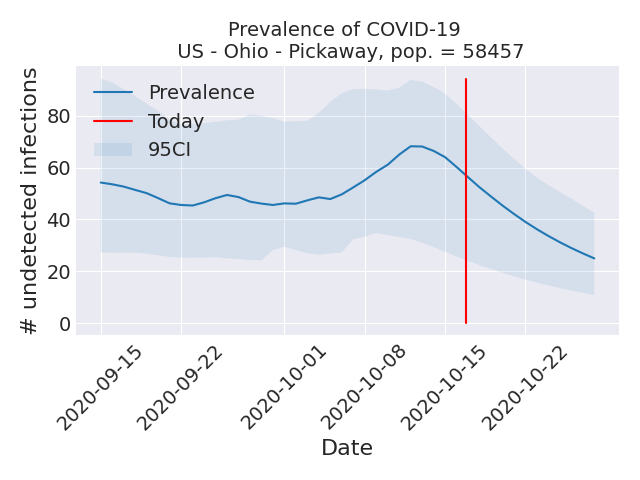 Prevalence of COVID-19
US - Ohio - Pickaway, pop. = 58457
# undetected infections
80
60
40
20
0
Prevalence
Today
95CI
2020-09-15
2020-09-22
2020-10-01
2020-10-08
2020-10-15
2020-10-22
Date